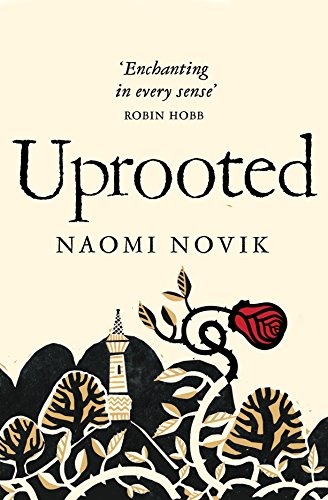 ‘Enchanting
in every sense’
ROBIN HOBB
Uprooted
NAOMI NOVIK